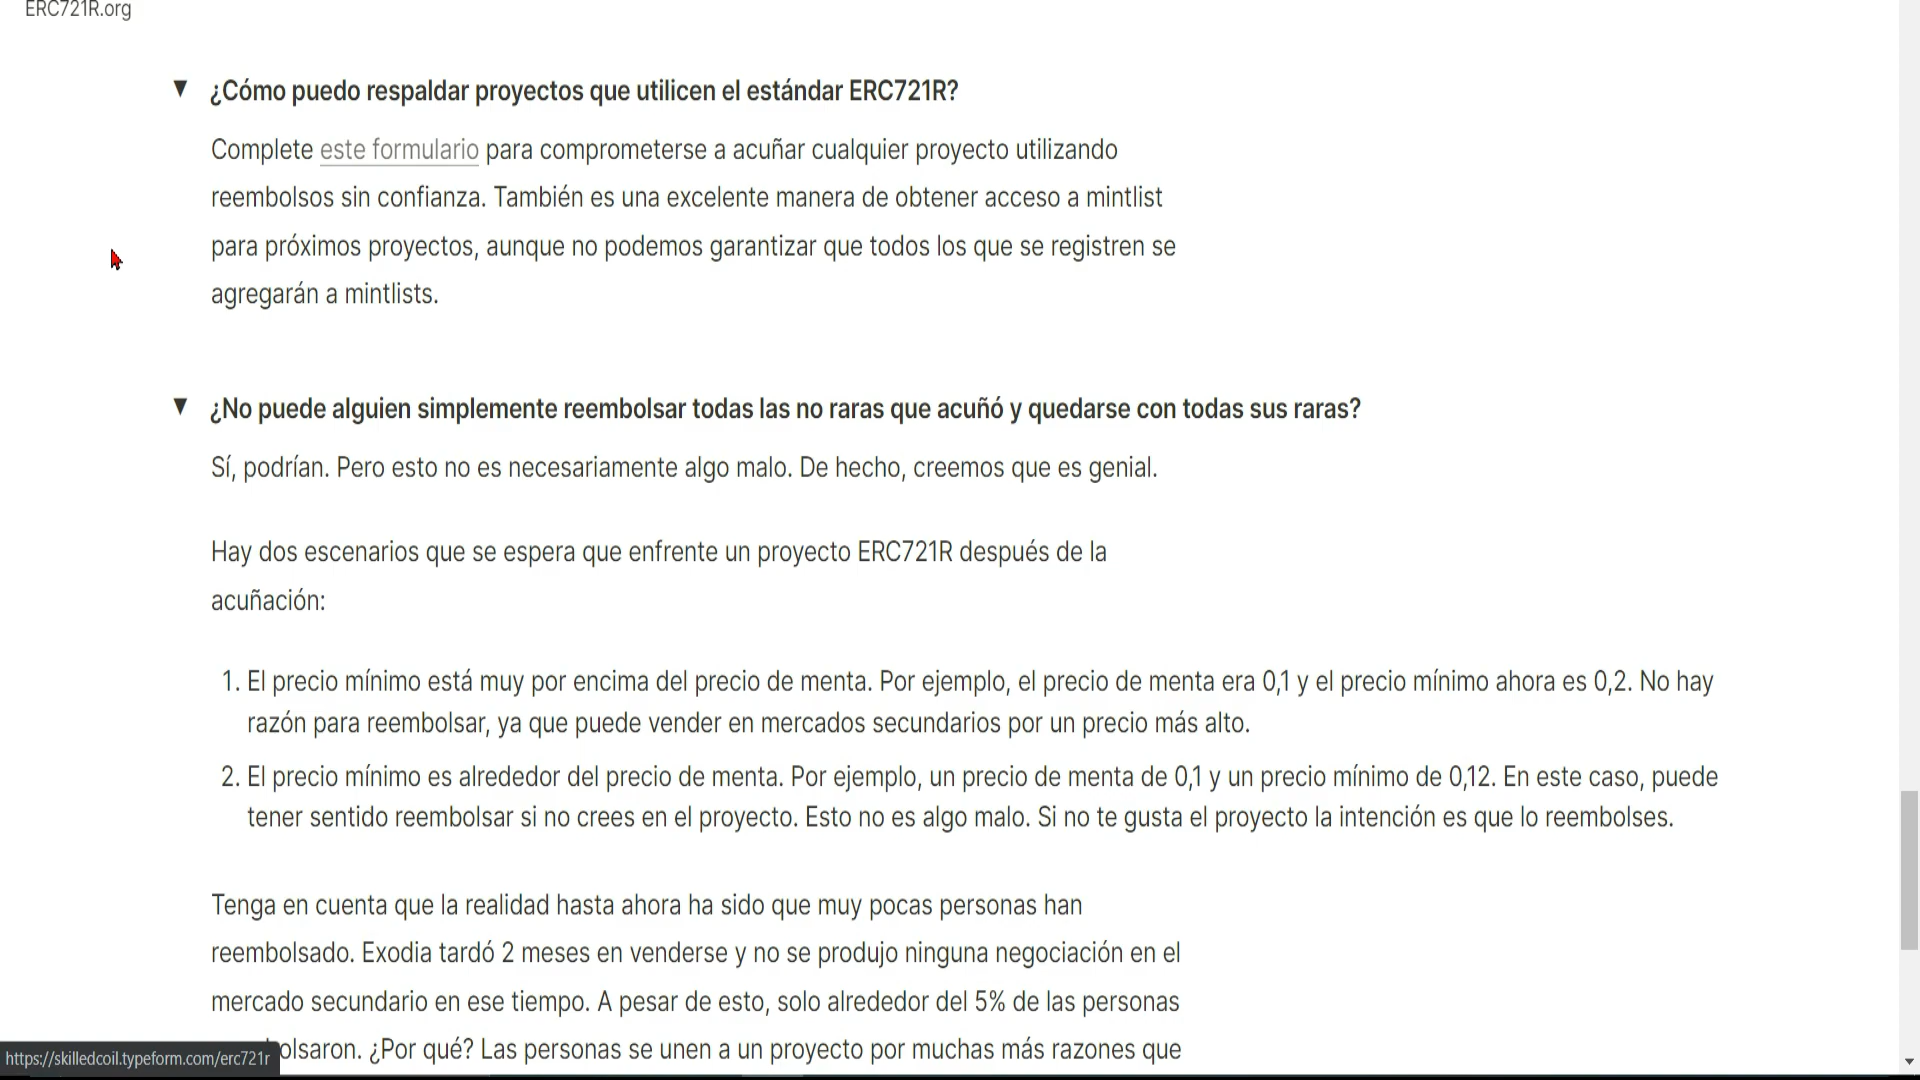 ERC721R.org
▼ ¿Cómo puedo respaldar proyectos que utilicen el estándar ERC721R?
Complete este formulario para comprometerse a acuñar cualquier proyecto utilizando
reembolsos sin confianza. También es una excelente manera de obtener acceso a mintlist
para próximos proyectos, aunque no podemos garantizar que todos los que se registren se
agregarán a mintlists.
▼ ¿No puede alguien simplemente reembolsar todas las no raras que acuñó y quedarse con todas sus raras?
Sí, podrían. Pero esto no es necesariamente algo malo. De hecho, creemos que es genial.
Hay dos escenarios que se espera que enfrente un proyecto ERC721R después de la
acuñación:
1. El precio mínimo está muy por encima del precio de menta. Por ejemplo, el precio de menta era 0,1 y el precio mínimo ahora es 0,2. No hay
razón para reembolsar, ya que puede vender en mercados secundarios por un precio más alto.
2. El precio mínimo es alrededor del precio de menta. Por ejemplo, un precio de menta de 0,1 y un precio mínimo de 0,12. En este caso, puede
tener sentido reembolsar si no crees en el proyecto. Esto no es algo malo. Si no te gusta el proyecto la intención es que lo reembolses.
Tenga en cuenta que la realidad hasta ahora ha sido que muy pocas personas han
reembolsado. Exodia tardó 2 meses en venderse y no se produjo ninguna negociación en el
mercado secundario en ese tiempo. A pesar de esto, solo alrededor del 5% de las personas
olsaron. ¿Por qué? Las personas se unen a un proyecto por muchas más razones que
https://skilledcoil.typeform.com/erc721r